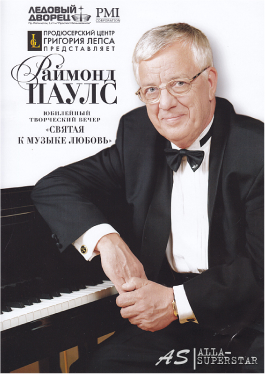 ЛЕДОВЫЙ
ДВОРЕЦ
PMI
CORPORATION
ПРОДЮСЕРСКИЙ ЦЕНТР
ГРИГОРИЯ ЛЕПСА
ПРЕДСТАВЛЯЕТ
Раймонд
ПАУЛС
ЮБИЛЕЙНЫЙ
ТВОРЧЕСКИЙ ВЕЧЕР
«СВЯТАЯ
К МУЗЫКЕ ЛЮБОВЬ»
AS ALLA-
SUPERSTAR